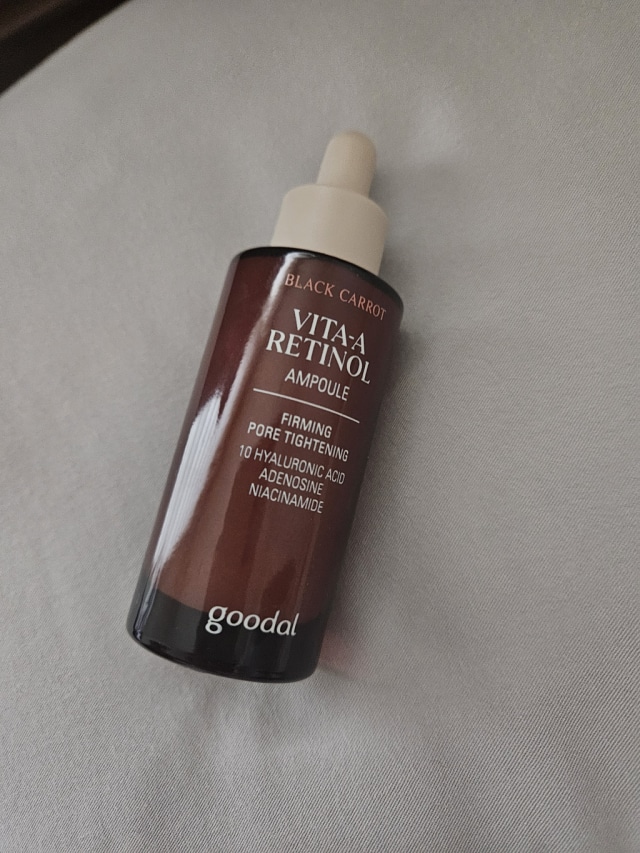 BLACK CARROT
VITA-A
RETINOL
AMPOULE
FIRMING
PORE TIGHTENING
10 HYALURONIC ACID
ADENOSINE
NIACINAMIDE
goodal